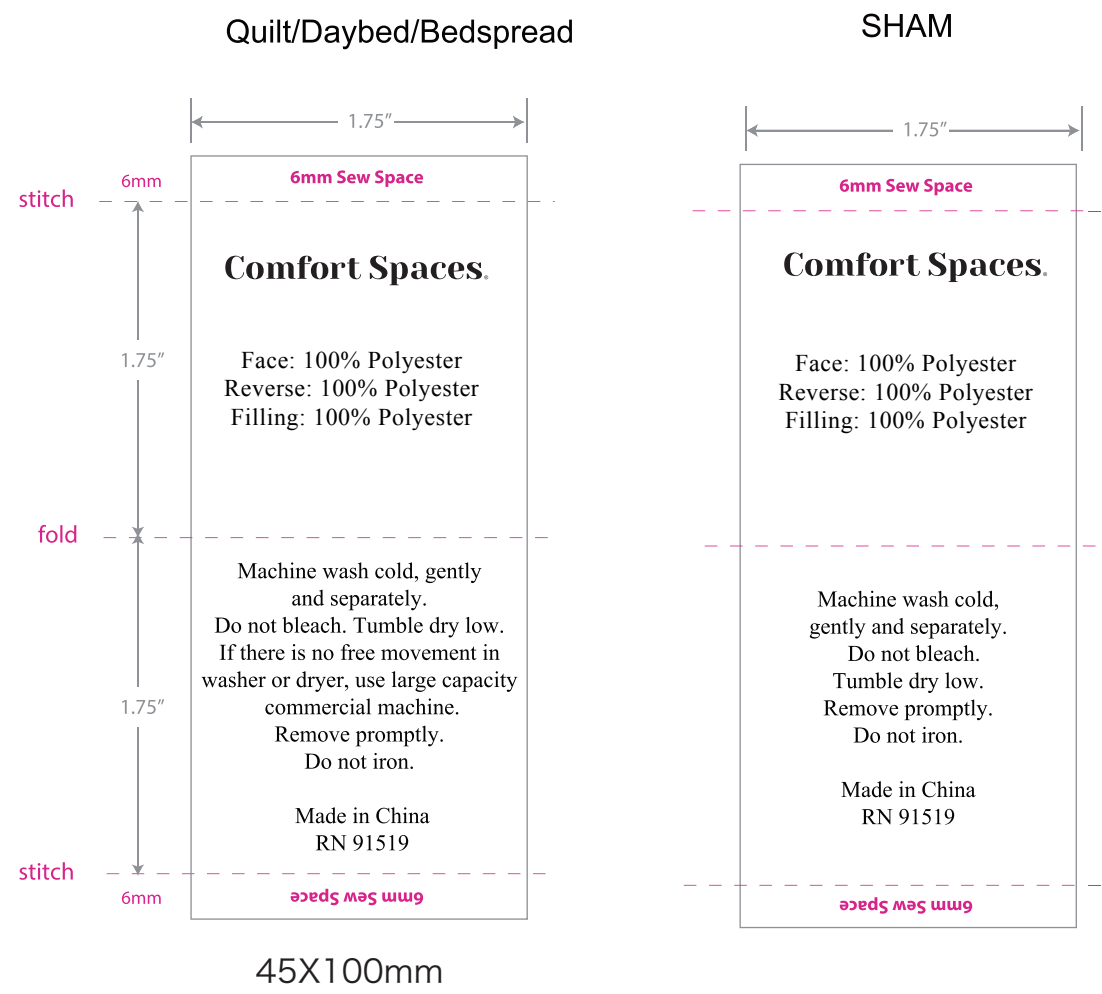 Quilt/Daybed/Bedspread
1.75”
6mm
6mm Sew Space
stitch
Comfort Spaces®
1.75”
Face: 100% Polyester
Reverse: 100% Polyester
Filling: 100% Polyester
fold
Machine wash cold, gently
and separately.
Do not bleach. Tumble dry low.
If there is no free movement in
washer or dryer, use large capacity
commercial machine.
Remove promptly.
Do not iron.
1.75”
Made in China
RN 91519
stitch
6mm
6mm Sew Space
45X100mm
SHAM
1.75”
6mm Sew Space
Comfort Spaces®
Face: 100% Polyester
Reverse: 100% Polyester
Filling: 100% Polyester
Machine wash cold,
gently and separately.
Do not bleach.
Tumble dry low.
Remove promptly.
Do not iron.
Made in China
RN 91519
6mm Sew Space